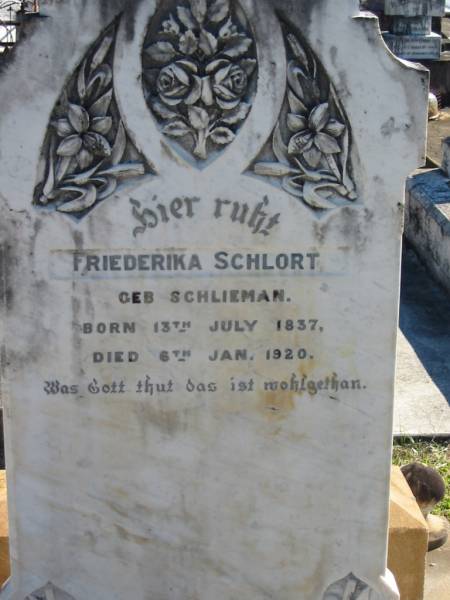 Hier ruht
FRIEDERIKA SCHLORT
GEB SCHLIEMAN.
BORN 13TH JULY 1837,
DIED 6TH JAN. 1920.
Was Gott thut das ist wohlgethan.